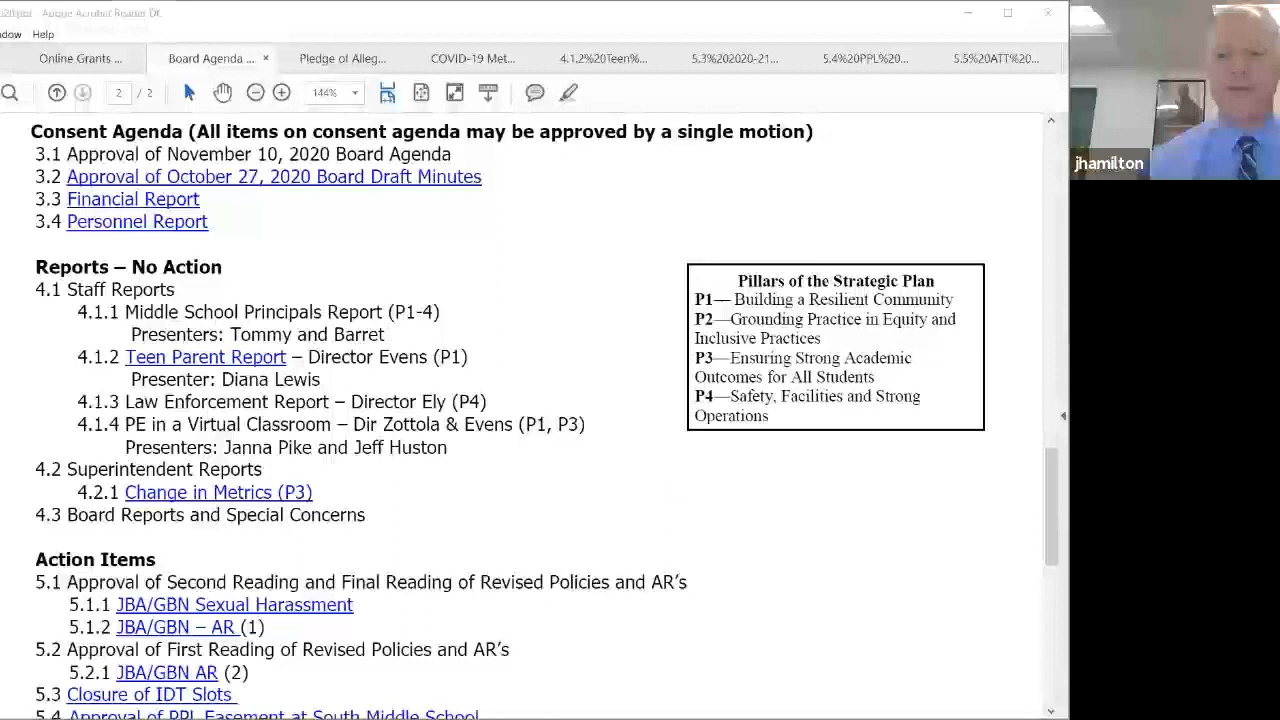 Help
Online Grants ...
Board Agenda ... ×
Pledge of Alleg...
COVID-19 Met...
4.1.2%20Teen%...
5.3%202020-21...
5.4%20PPL%20...
5.5%20ATT%20...
2 / 2
144%
Consent Agenda (All items on consent agenda may be approved by a single motion)
3.1 Approval of November 10, 2020 Board Agenda
3.2 Approval of October 27, 2020 Board Draft Minutes
3.3 Financial Report
3.4 Personnel Report
Reports – No Action
4.1 Staff Reports
4.1.1 Middle School Principals Report (P1-4)
Presenters: Tommy and Barret
4.1.2 Teen Parent Report – Director Evens (P1)
Presenter: Diana Lewis
4.1.3 Law Enforcement Report – Director Ely (P4)
4.1.4 PE in a Virtual Classroom – Dir Zottola & Evens (P1, P3)
Presenters: Janna Pike and Jeff Huston
4.2 Superintendent Reports
4.2.1 Change in Metrics (P3)
4.3 Board Reports and Special Concerns
Action Items
5.1 Approval of Second Reading and Final Reading of Revised Policies and AR's
5.1.1 JBA/GBN Sexual Harassment
5.1.2 JBA/GBN – AR (1)
5.2 Approval of First Reading of Revised Policies and AR's
5.2.1 JBA/GBN AR (2)
5.3 Closure of IDT Slots
5.4 Approval of PPL Easement at South Middle School
Pillars of the Strategic Plan
P1— Building a Resilient Community
P2—Grounding Practice in Equity and
Inclusive Practices
P3—Ensuring Strong Academic
Outcomes for All Students
P4—Safety, Facilities and Strong
Operations
jhamilton